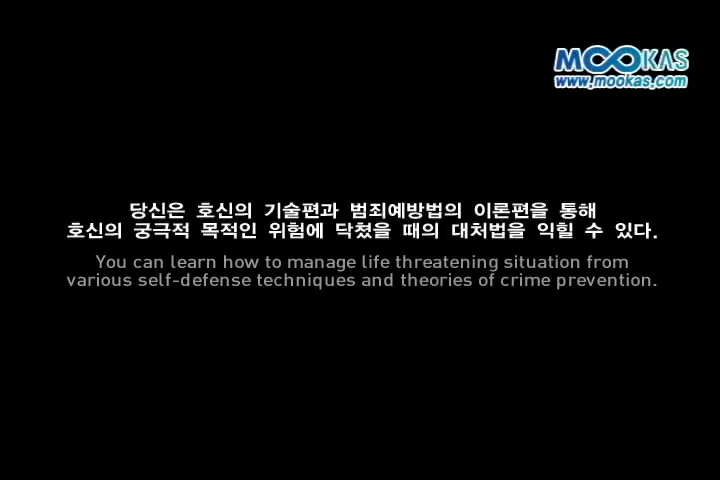 MOOKAS
www.mookas.com
당신은 호신의 기술편과 범죄예방법의 이론편을 통해
호신의 궁극적 목적인 위험에 닥쳤을 때의 대처법을 익힐 수 있다.
You can learn how to manage life threatening situation from
various self-defense techniques and theories of crime prevention.